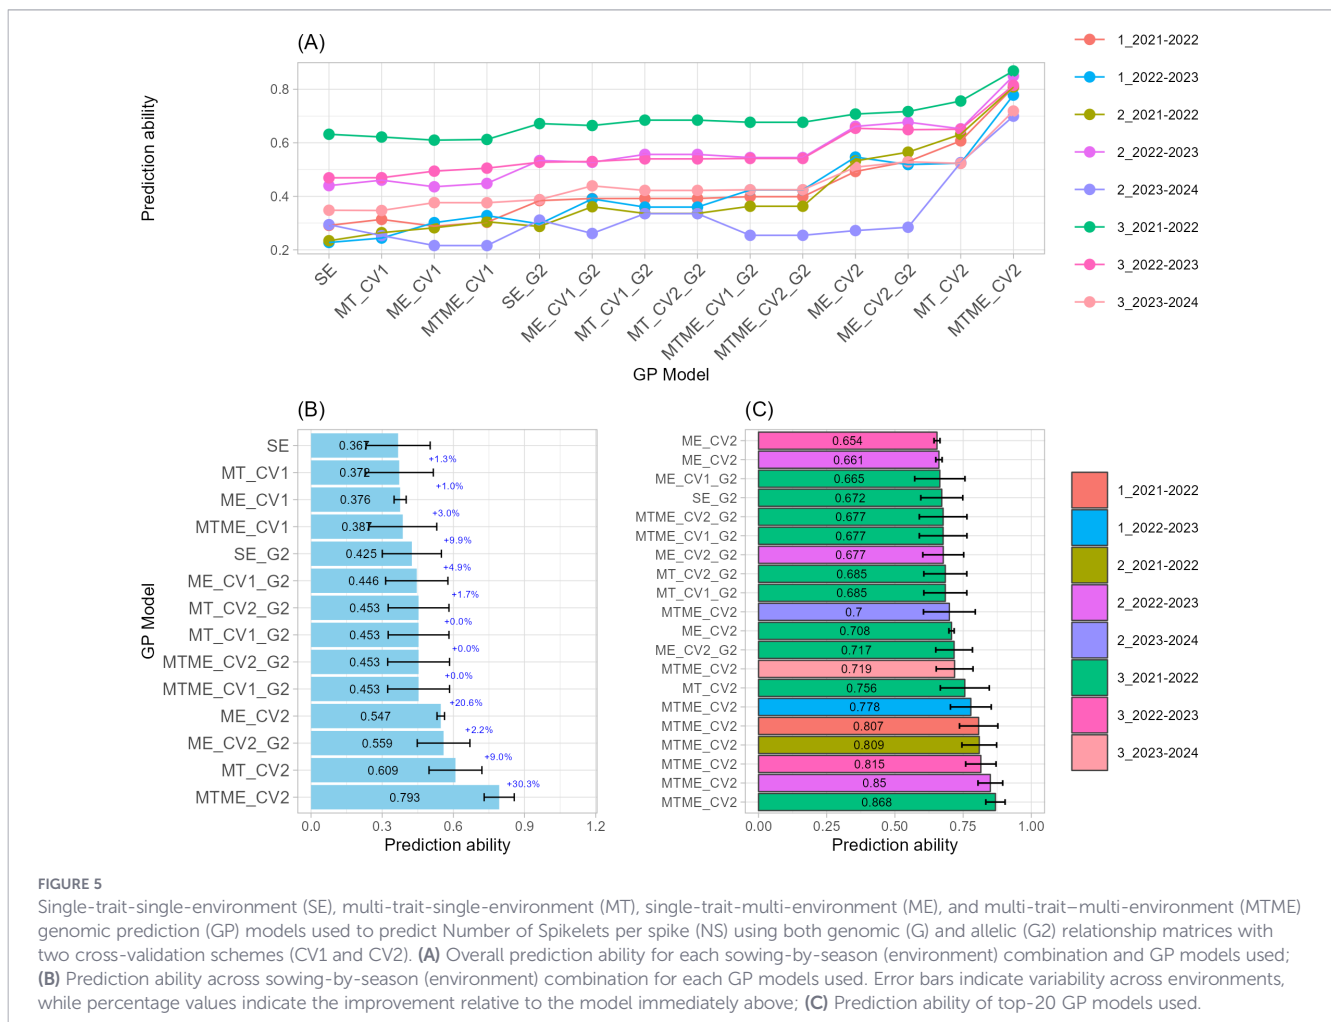 (A)
Prediction ability
0.8
0.6
0.4
0.2
SE
MT_CV1
ME_CV1
MTME_CV1
SE_G2
ME_CV1_G2
MT_CV1_G2
MT_CV2_G2
MTME_CV1_G2
MTME_CV2_G2
ME_CV2
ME_CV2_G2
MT_CV2
MTME_CV2
GP Model
1_2021-2022
1_2022-2023
2_2021-2022
2_2022-2023
2_2023-2024
3_2021-2022
3_2022-2023
3_2023-2024
(B)
GP Model
SE 0.367
+1.3%
MT_CV1 0.372
+1.0%
ME_CV1 0.376
+3.0%
MTME_CV1 0.387
+9.9%
SE_G2 0.425
+4.9%
ME_CV1_G2 0.446
+1.7%
MT_CV2_G2 0.453
+0.0%
MT_CV1_G2 0.453
+0.0%
MTME_CV2_G2 0.453
+0.0%
MTME_CV1_G2 0.453
+20.6%
ME_CV2 0.547
+2.2%
ME_CV2_G2 0.559
+9.0%
MT_CV2 0.609
+30.3%
MTME_CV2 0.793
0.0 0.3 0.6 0.9 1.2
Prediction ability
(C)
ME_CV2 0.654
ME_CV2 0.661
ME_CV1_G2 0.665
SE_G2 0.672
MTME_CV2_G2 0.677
MTME_CV1_G2 0.677
ME_CV2_G2 0.677
MT_CV2_G2 0.685
MT_CV1_G2 0.685
MTME_CV2 0.7
ME_CV2 0.708
ME_CV2_G2 0.717
MTME_CV2 0.719
MT_CV2 0.756
MTME_CV2 0.778
MTME_CV2 0.807
MTME_CV2 0.809
MTME_CV2 0.815
MTME_CV2 0.85
MTME_CV2 0.868
0.00 0.25 0.50 0.75 1.00
Prediction ability
1_2021-2022
1_2022-2023
2_2021-2022
2_2022-2023
2_2023-2024
3_2021-2022
3_2022-2023
3_2023-2024
FIGURE 5
Single-trait-single-environment (SE), multi-trait-single-environment (MT), single-trait-multi-environment (ME), and multi-trait–multi-environment (MTME)
genomic prediction (GP) models used to predict Number of Spikelets per spike (NS) using both genomic (G) and allelic (G2) relationship matrices with
two cross-validation schemes (CV1 and CV2). (A) Overall prediction ability for each sowing-by-season (environment) combination and GP models used;
(B) Prediction ability across sowing-by-season (environment) combination for each GP models used. Error bars indicate variability across environments,
while percentage values indicate the improvement relative to the model immediately above; (C) Prediction ability of top-20 GP models used.